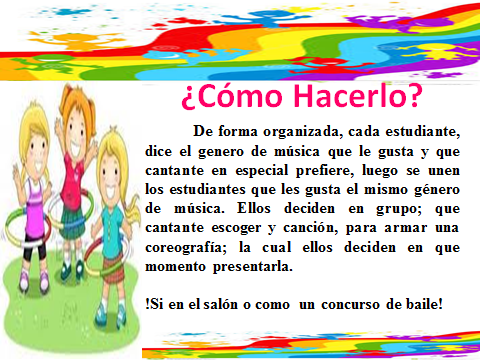 ¿Cómo Hacerlo?
De forma organizada, cada estudiante,
dice el genero de música que le gusta y que
cantante en especial prefiere, luego se unen
los estudiantes que les gusta el mismo género
de música. Ellos deciden en grupo; que
cantante escoger y canción, para armar una
coreografía; la cual ellos deciden en que
momento presentarla.
!Si en el salón o como un concurso de baile!